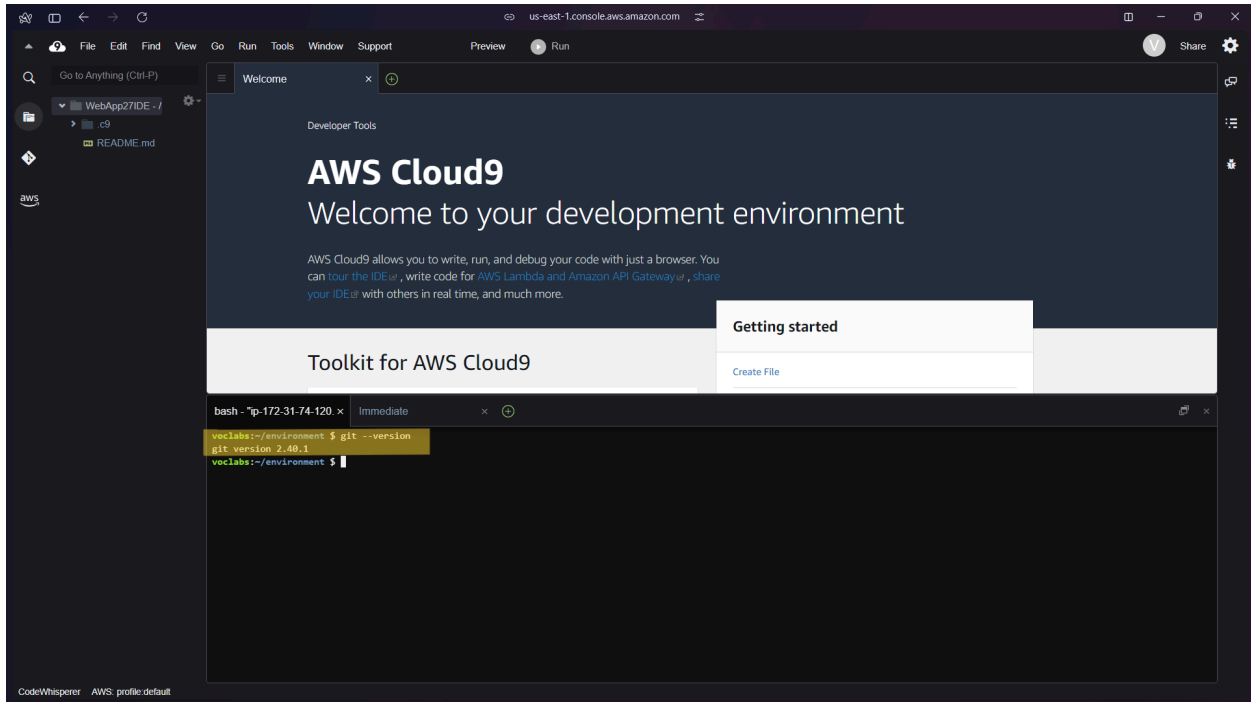 us-east-1.console.aws.amazon.com
File Edit Find View Go Run Tools Window Support Preview Run
V Share
Go to Anything (Ctrl-P)
WebApp27IDE - /
.c9
README.md
aws
Welcome
Developer Tools
AWS Cloud9
Welcome to your development environment
AWS Cloud9 allows you to write, run, and debug your code with just a browser. You
can tour the IDE, write code for AWS Lambda and Amazon API Gateway, share
your IDE with others in real time, and much more.
Getting started
Create File
Toolkit for AWS Cloud9
bash - "ip-172-31-74-120. Immediate
voclabs:~/environment $ git --version
git version 2.40.1
voclabs:~/environment $
CodeWhisperer AWS: profile:default